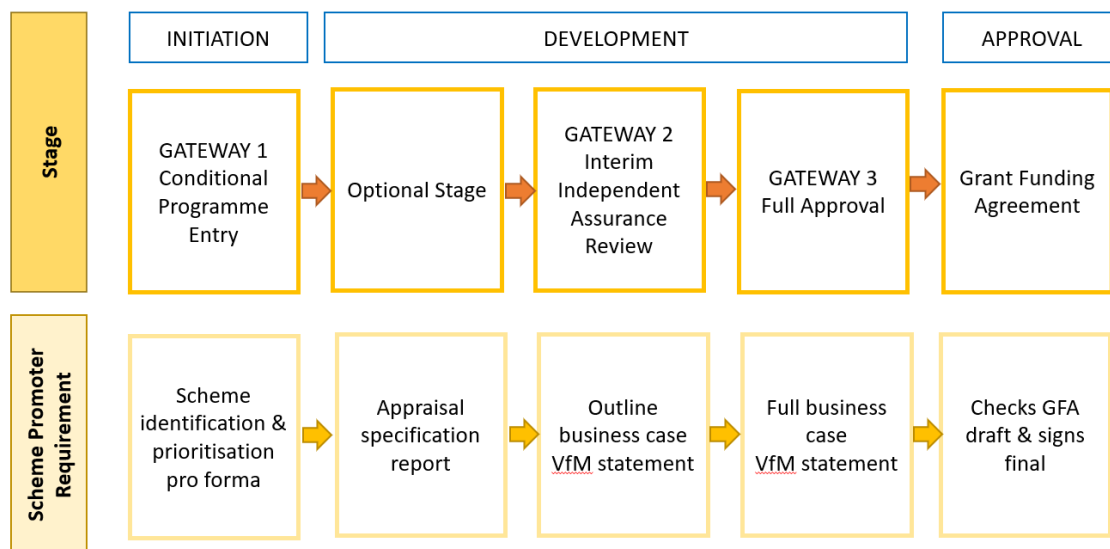 INITIATION
DEVELOPMENT
APPROVAL
Stage
GATEWAY 1
Conditional
Programme
Entry
Optional Stage
GATEWAY 2
Interim
Independent
Assurance
Review
GATEWAY 3
Full Approval
Grant Funding
Agreement
Scheme Promoter
Requirement
Scheme
identification &
prioritisation
pro forma
Appraisal
specification
report
Outline
business case
VfM statement
Full business
case
VfM statement
Checks GFA
draft & signs
final